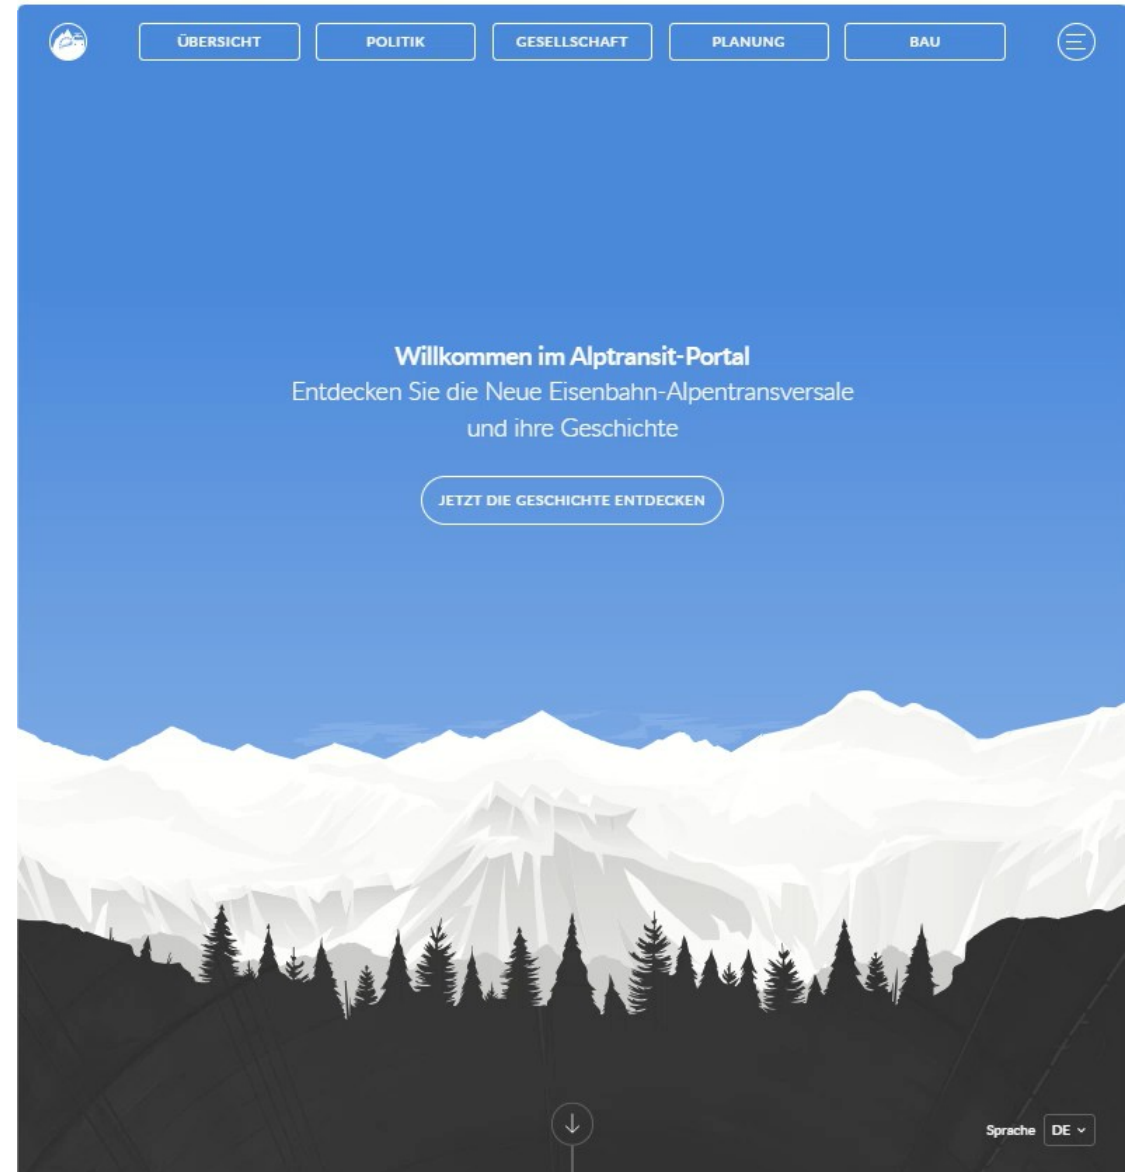 ÜBERSICHT
POLITIK
GESELLSCHAFT
PLANUNG
BAU
Willkommen im Alptransit-Portal
Entdecken Sie die Neue Eisenbahn-Alpentransversale
und ihre Geschichte
JETZT DIE GESCHICHTE ENTDECKEN
Sprache DE